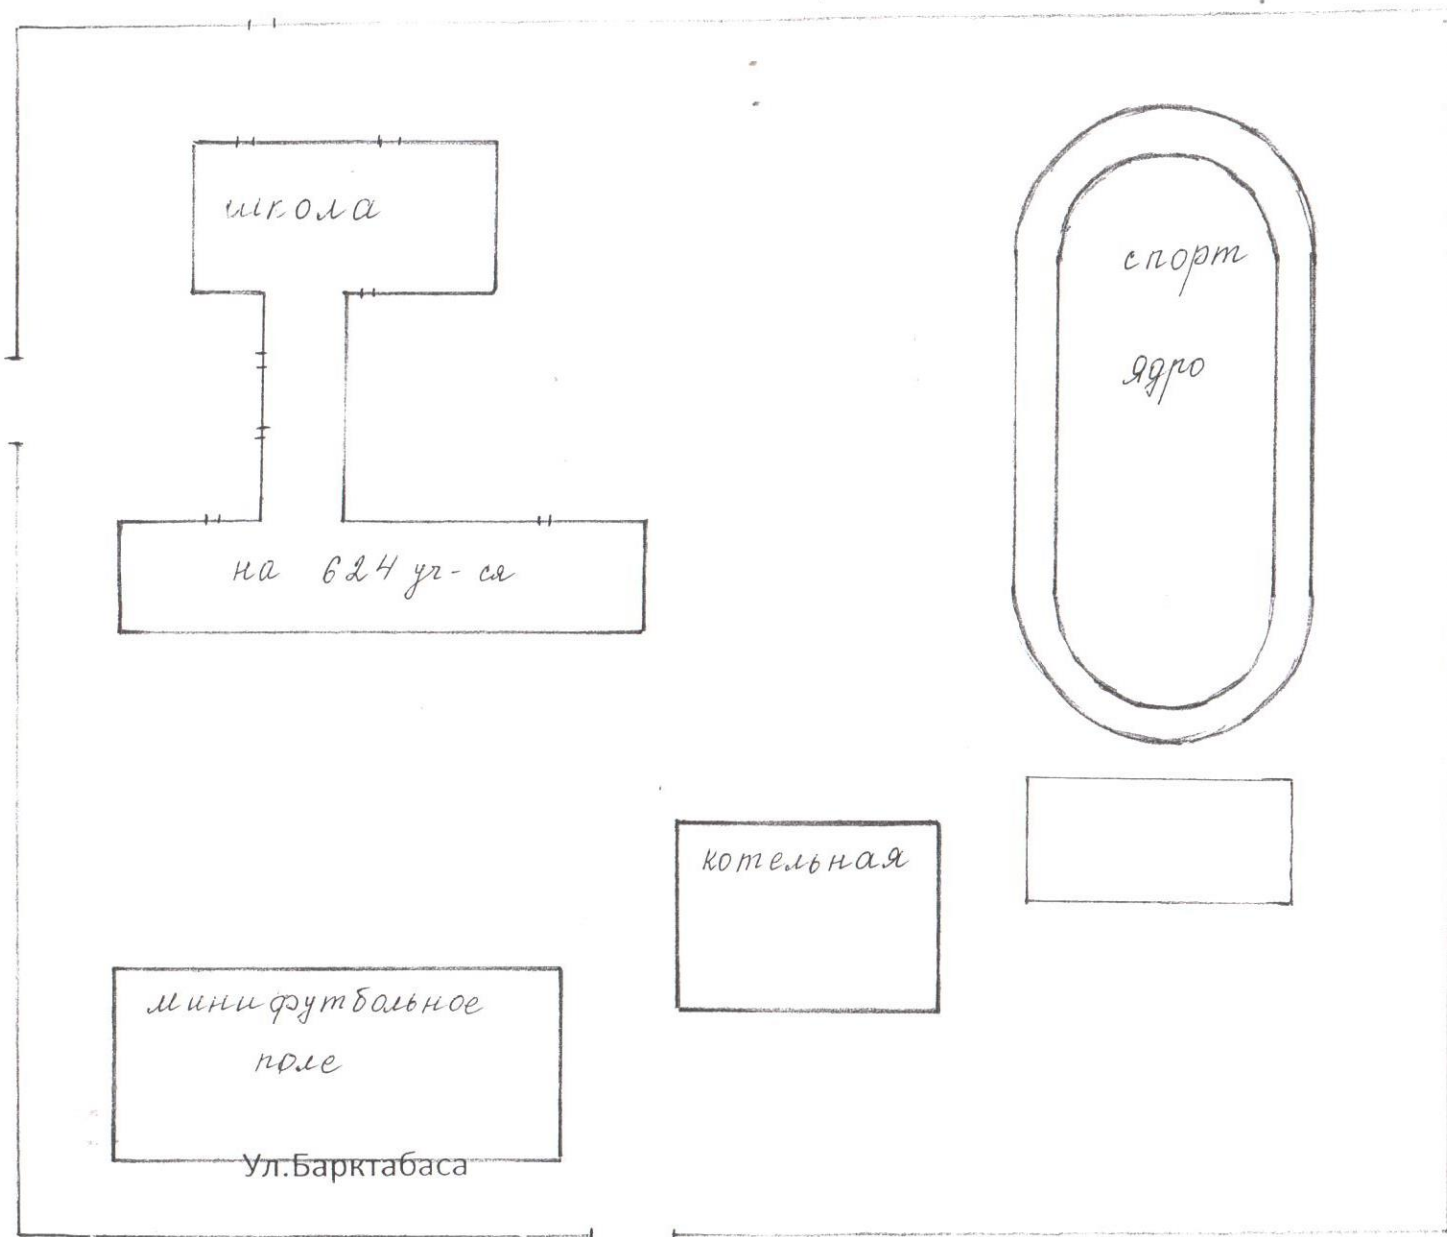 школа
спорт
ядро
на 624 уч-ся
котельная
мини футбольное
поле
Ул.Барктабаса